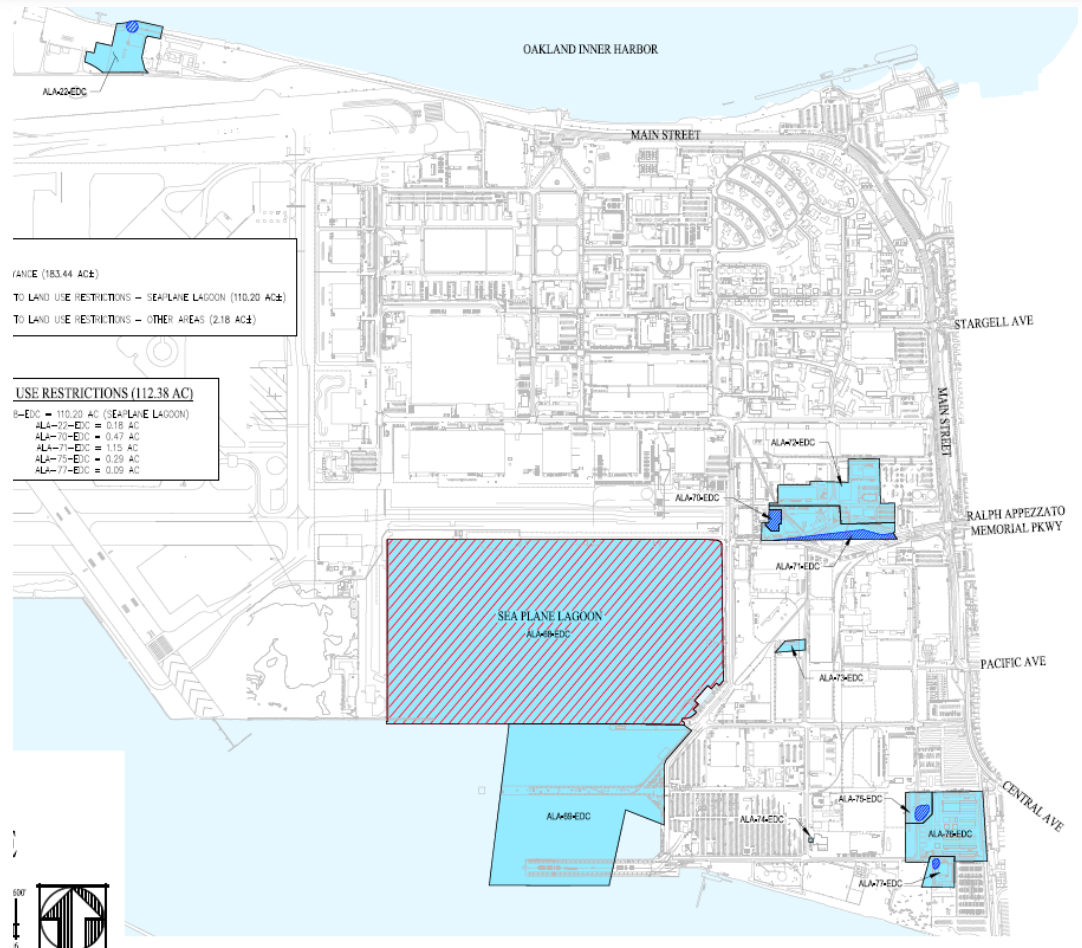 OAKLAND INNER HARBOR
ALA-22-EDC
MAIN STREET
ANCE (183.44 AC±)
TO LAND USE RESTRICTIONS – SEAPLANE LAGOON (110.20 AC±)
TO LAND USE RESTRICTIONS – OTHER AREAS (2.18 AC±)
STARGELL AVE
USE RESTRICTIONS (112.38 AC)
8-EDC = 110.20 AC (SEAPLANE LAGOON)
ALA-22-EDC = 0.18 AC
ALA-70-EDC = 0.47 AC
ALA-71-EDC = 1.15 AC
ALA-75-EDC = 0.29 AC
ALA-77-EDC = 0.09 AC
MAIN STREET
ALA-72-EDC
ALA-70-EDC
RALPH APPEZZATO
MEMORIAL PKWY
ALA-71-EDC
SEA PLANE LAGOON
ALA-68-EDC
PACIFIC AVE
ALA-73-EDC
CENTRAL AVE
ALA-75-EDC
ALA-69-EDC
ALA-74-EDC
ALA-76-EDC
ALA-77-EDC
600'